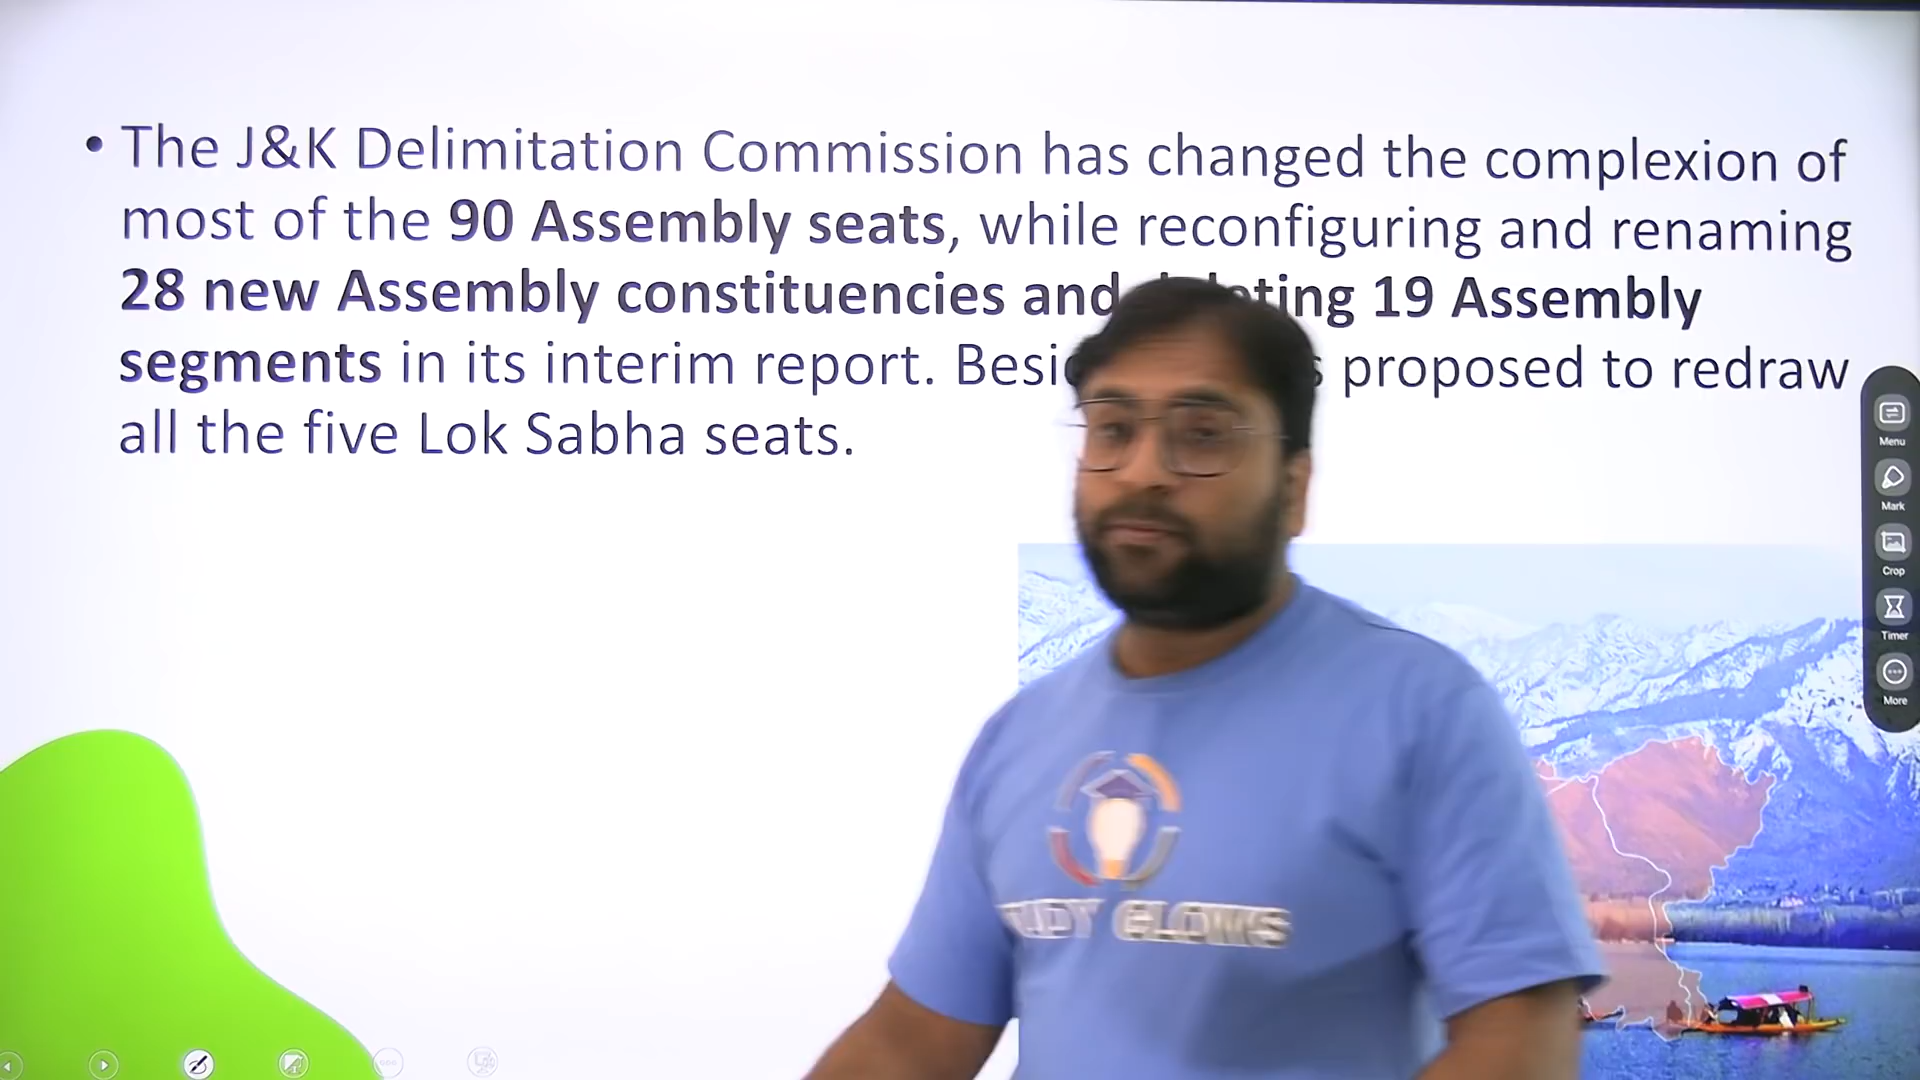 • The J&K Delimitation Commission has changed the complexion of
most of the 90 Assembly seats, while reconfiguring and renaming
28 new Assembly constituencies and 19 Assembly
segments in its interim report. proposed to redraw
all the five Lok Sabha seats.
Menu
Mark
Crop
Timer
More
GLOWS